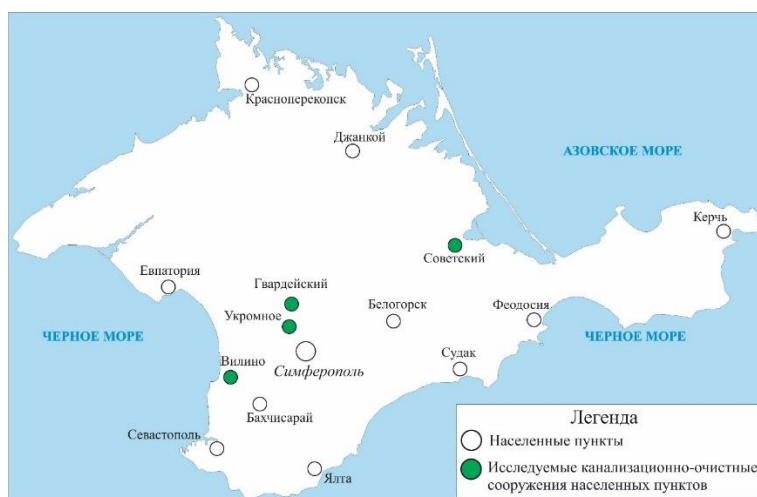 Красноперекопск
Джанкой
АЗОВСКОЕ МОРЕ
Керчь
Советский
Евпатория
Гвардейский
Белогорск
Феодосия
Укромное
ЧЕРНОЕ МОРЕ
ЧЕРНОЕ МОРЕ
Вилино
Симферополь
Судак
Бахчисарай
Севастополь
Ялта
Легенда
Населенные пункты
Исследуемые канализационно-очистные
сооружения населенных пунктов